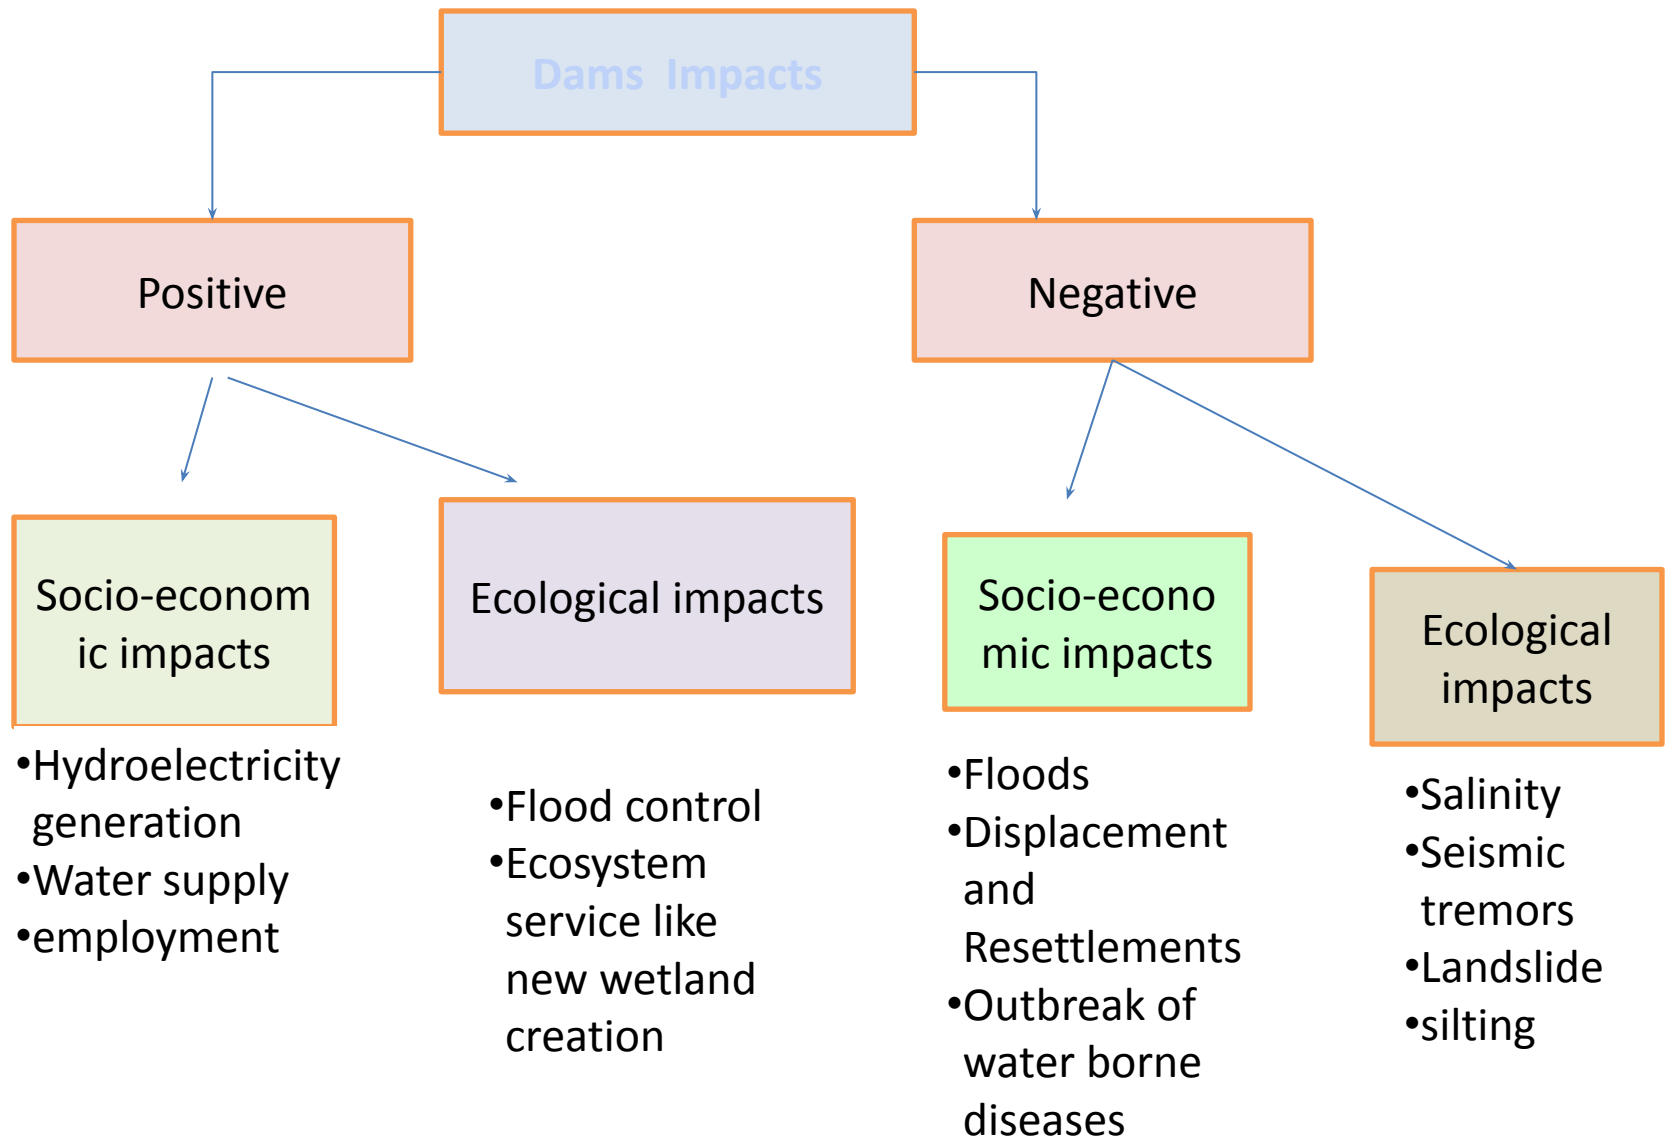 Dams  Impacts
Positive
Negative
Socio-econom
ic impacts
•Hydroelectricity
generation
•Water supply
•employment
Ecological impacts
•Flood control
•Ecosystem
service like
new wetland
creation
Socio-econo
mic impacts
•Floods
•Displacement
and
Resettlements
•Outbreak of
water borne
diseases
Ecological
impacts
•Salinity
•Seismic
tremors
•Landslide
•silting